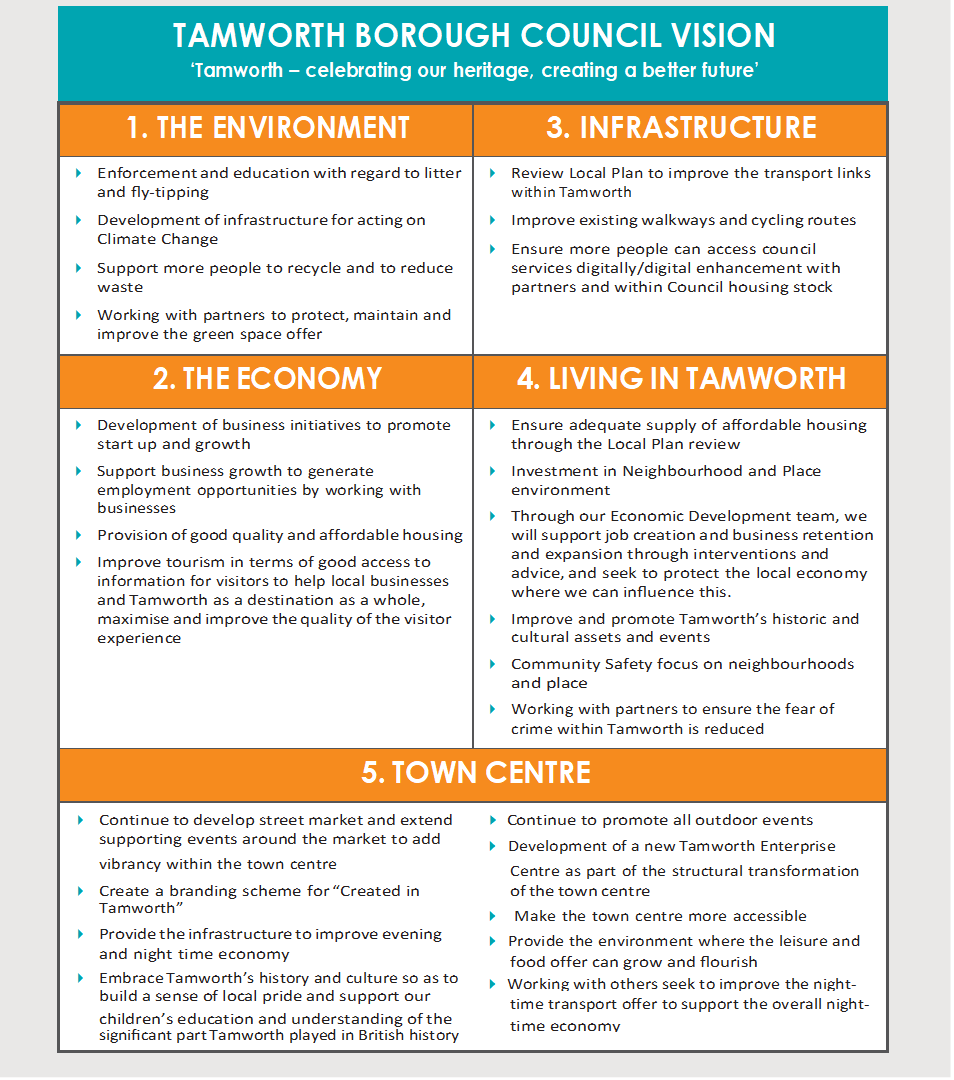 TAMWORTH BOROUGH COUNCIL VISION
‘Tamworth – celebrating our heritage, creating a better future’
1. THE ENVIRONMENT
Enforcement and education with regard to litter
and fly-tipping
Development of infrastructure for acting on
Climate Change
Support more people to recycle and to reduce
waste
Working with partners to protect, maintain and
improve the green space offer
3. INFRASTRUCTURE
Review Local Plan to improve the transport links
within Tamworth
Improve existing walkways and cycling routes
Ensure more people can access council
services digitally/digital enhancement with
partners and within Council housing stock
2. THE ECONOMY
Development of business initiatives to promote
start up and growth
Support business growth to generate
employment opportunities by working with
businesses
Provision of good quality and affordable housing
Improve tourism in terms of good access to
information for visitors to help local businesses
and Tamworth as a destination as a whole,
maximise and improve the quality of the visitor
experience
4. LIVING IN TAMWORTH
Ensure adequate supply of affordable housing
through the Local Plan review
Investment in Neighbourhood and Place
environment
Through our Economic Development team, we
will support job creation and business retention
and expansion through interventions and
advice, and seek to protect the local economy
where we can influence this.
Improve and promote Tamworth’s historic and
cultural assets and events
Community Safety focus on neighbourhoods
and place
Working with partners to ensure the fear of
crime within Tamworth is reduced
5. TOWN CENTRE
Continue to develop street market and extend
supporting events around the market to add
vibrancy within the town centre
Create a branding scheme for “Created in
Tamworth”
Provide the infrastructure to improve evening
and night time economy
Embrace Tamworth’s history and culture so as to
build a sense of local pride and support our
children’s education and understanding of the
significant part Tamworth played in British history
Continue to promote all outdoor events
Development of a new Tamworth Enterprise
Centre as part of the structural transformation
of the town centre
Make the town centre more accessible
Provide the environment where the leisure and
food offer can grow and flourish
Working with others seek to improve the night-
time transport offer to support the overall night-
time economy